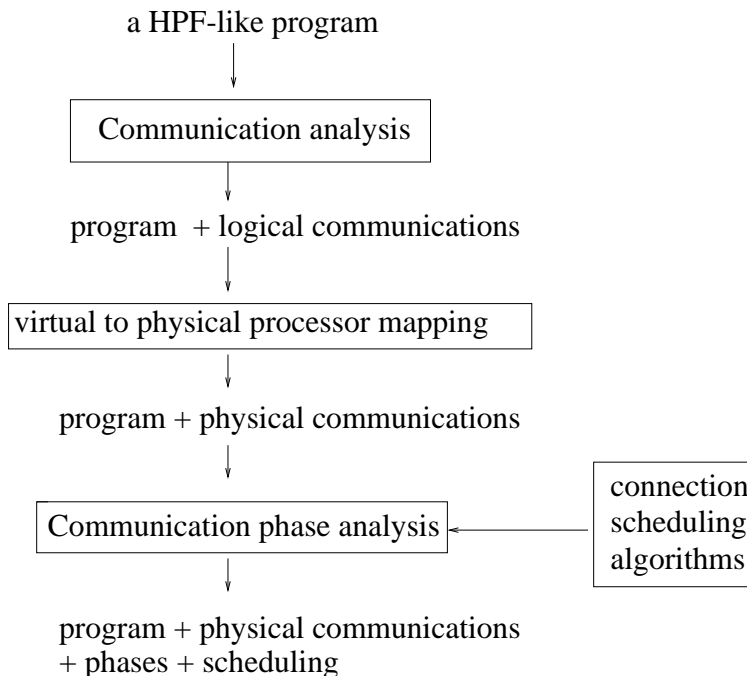 a HPF-like program
Communication analysis
program + logical communications
virtual to physical processor mapping
program + physical communications
connection
scheduling
algorithms
Communication phase analysis
program + physical communications
+ phases + scheduling